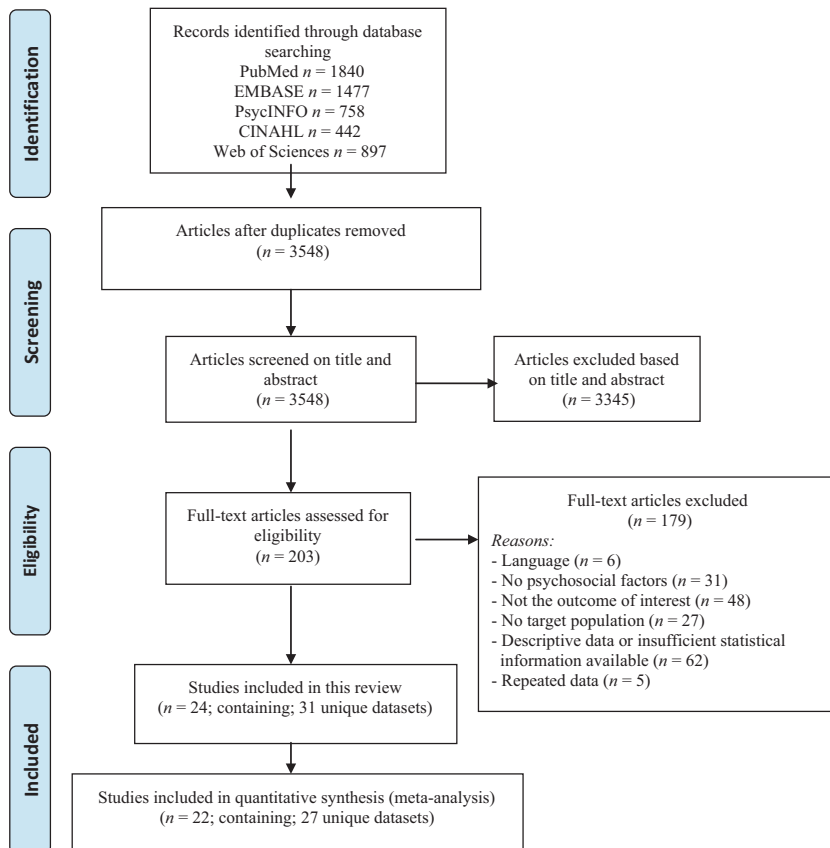 Identification
Records identified through database
searching
PubMed n = 1840
EMBASE n = 1477
PsycINFO n = 758
CINAHL n = 442
Web of Sciences n = 897
Screening
Articles after duplicates removed
(n = 3548)
Articles screened on title and
abstract
(n = 3548)
Articles excluded based
on title and abstract
(n = 3345)
Eligibility
Full-text articles assessed for
eligibility
(n = 203)
Full-text articles excluded
(n = 179)
Reasons:
- Language (n = 6)
- No psychosocial factors (n = 31)
- Not the outcome of interest (n = 48)
- No target population (n = 27)
- Descriptive data or insufficient statistical
information available (n = 62)
- Repeated data (n = 5)
Included
Studies included in this review
(n = 24; containing; 31 unique datasets)
Studies included in quantitative synthesis (meta-analysis)
(n = 22; containing; 27 unique datasets)